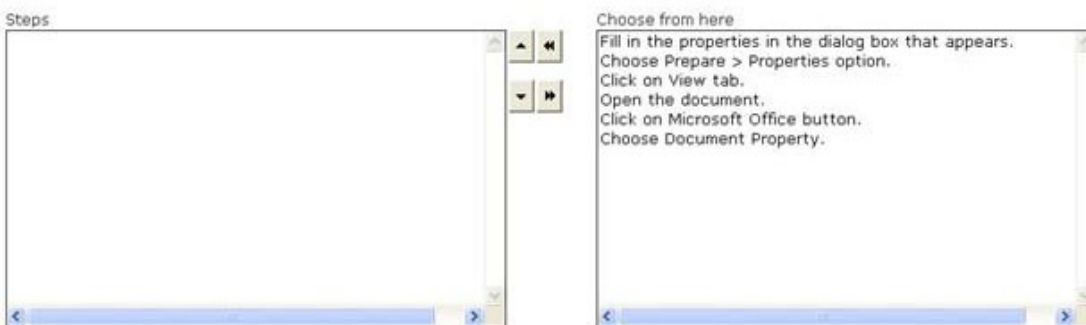 Steps
Choose from here
Fill in the properties in the dialog box that appears.
Choose Prepare > Properties option.
Click on View tab.
Open the document.
Click on Microsoft Office button.
Choose Document Property.